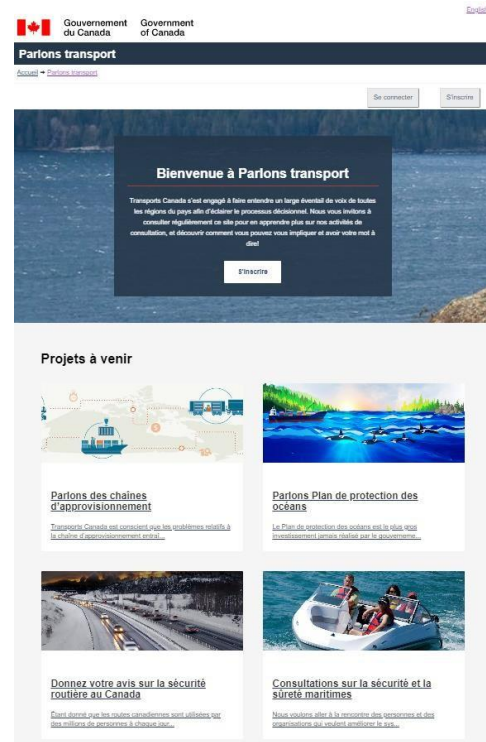 Englis
Gouvernement du Canada
Government of Canada
Parlons transport
Accueil → Parlons transport
Se connecter
S'inscrire
Bienvenue à Parlons transport
Transports Canada s'est engagé à faire entendre un large éventail de voix de toutes
les régions du pays afin d'éclairer le processus décisionnel. Nous vous invitons à
consulter régulièrement ce site pour en apprendre plus sur nos activités de
consultation, et découvrir comment vous pouvez vous impliquer et avoir votre mot à
dire!
S'inscrire
Projets à venir
Parlons des chaînes
d'approvisionnement
Transports Canada est conscient que les problèmes relatifs à
la chaîne d'approvisionnement entraî...
Parlons Plan de protection des
océans
Le Plan de protection des océans est le plus gros
investissement jamais réalisé par le gouverneme...
Donnez votre avis sur la sécurité
routière au Canada
Étant donné que les routes canadiennes sont utilisées par
des millions de personnes à chaque jour...
Consultations sur la sécurité et la
sûreté maritimes
Nous voulons aller à la rencontre des personnes et des
organisations qui veulent améliorer le sys...